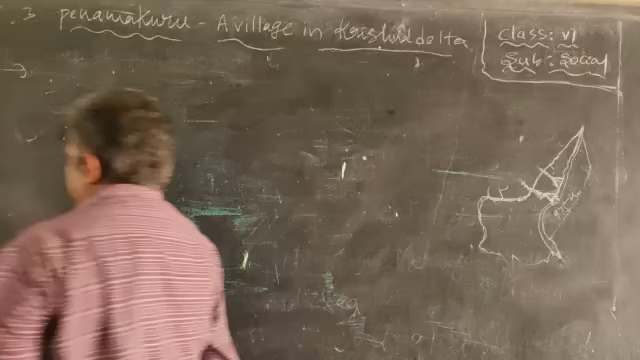 .3 penamakuru - A village in Krishna delta
Class: VI
Sub: Social